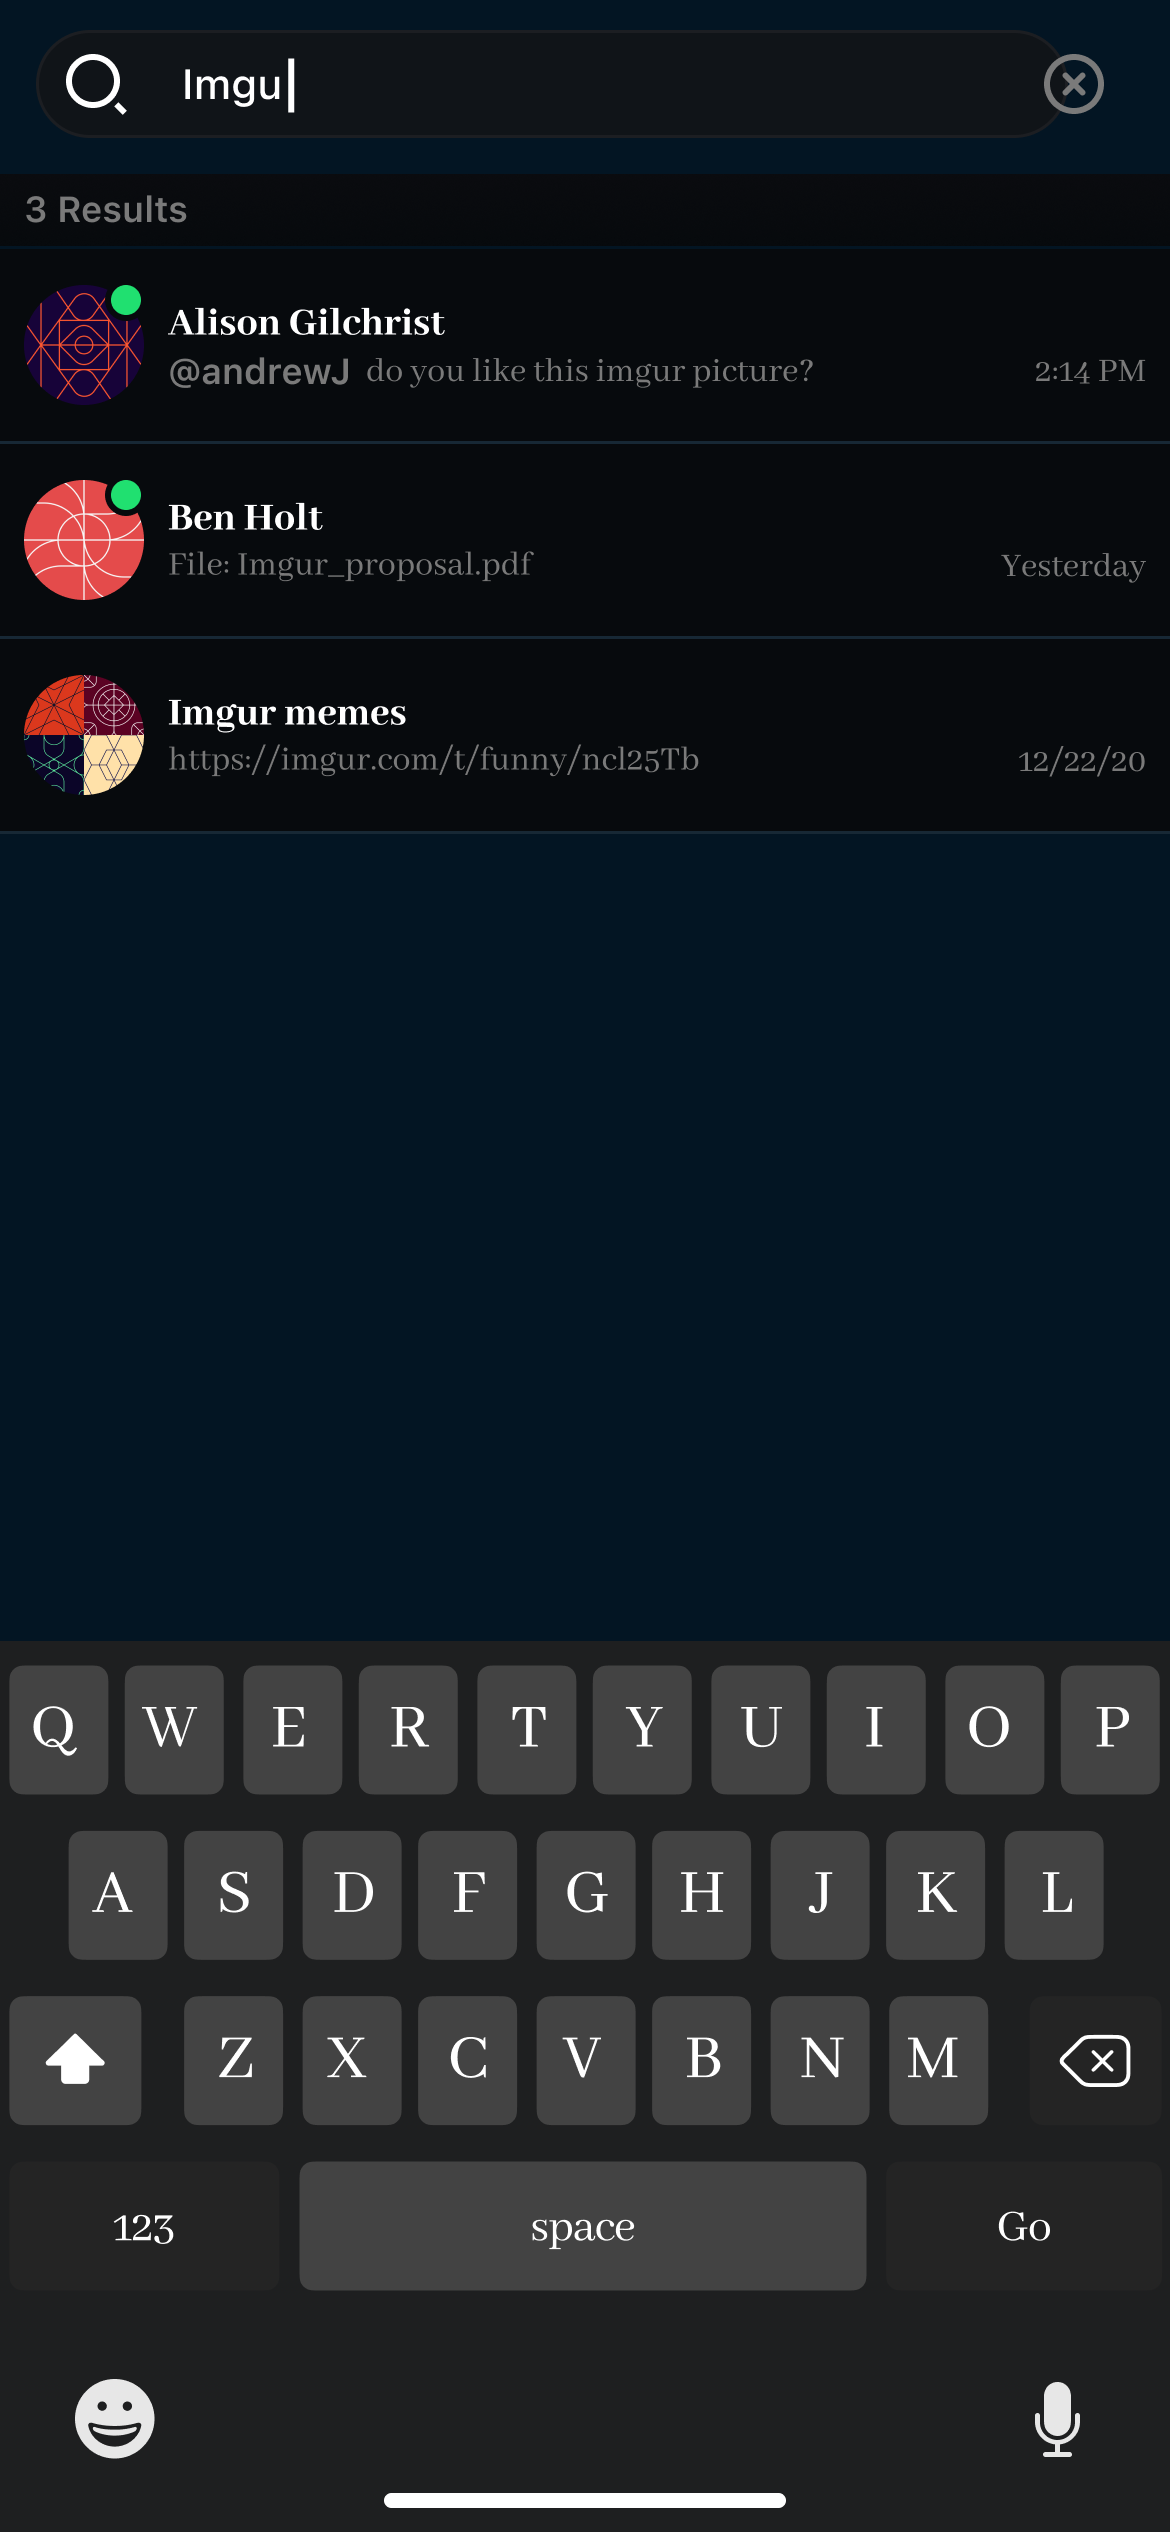 Imgu
3 Results
Alison Gilchrist
@andrewJ do you like this imgur picture?
2:14 PM
Ben Holt
File: Imgur_proposal.pdf
Yesterday
Imgur memes
https://imgur.com/t/funny/ncl25Tb
12/22/20
Q W E R T Y U I O P
A S D F G H J K L
Z X C V B N M
123 space Go